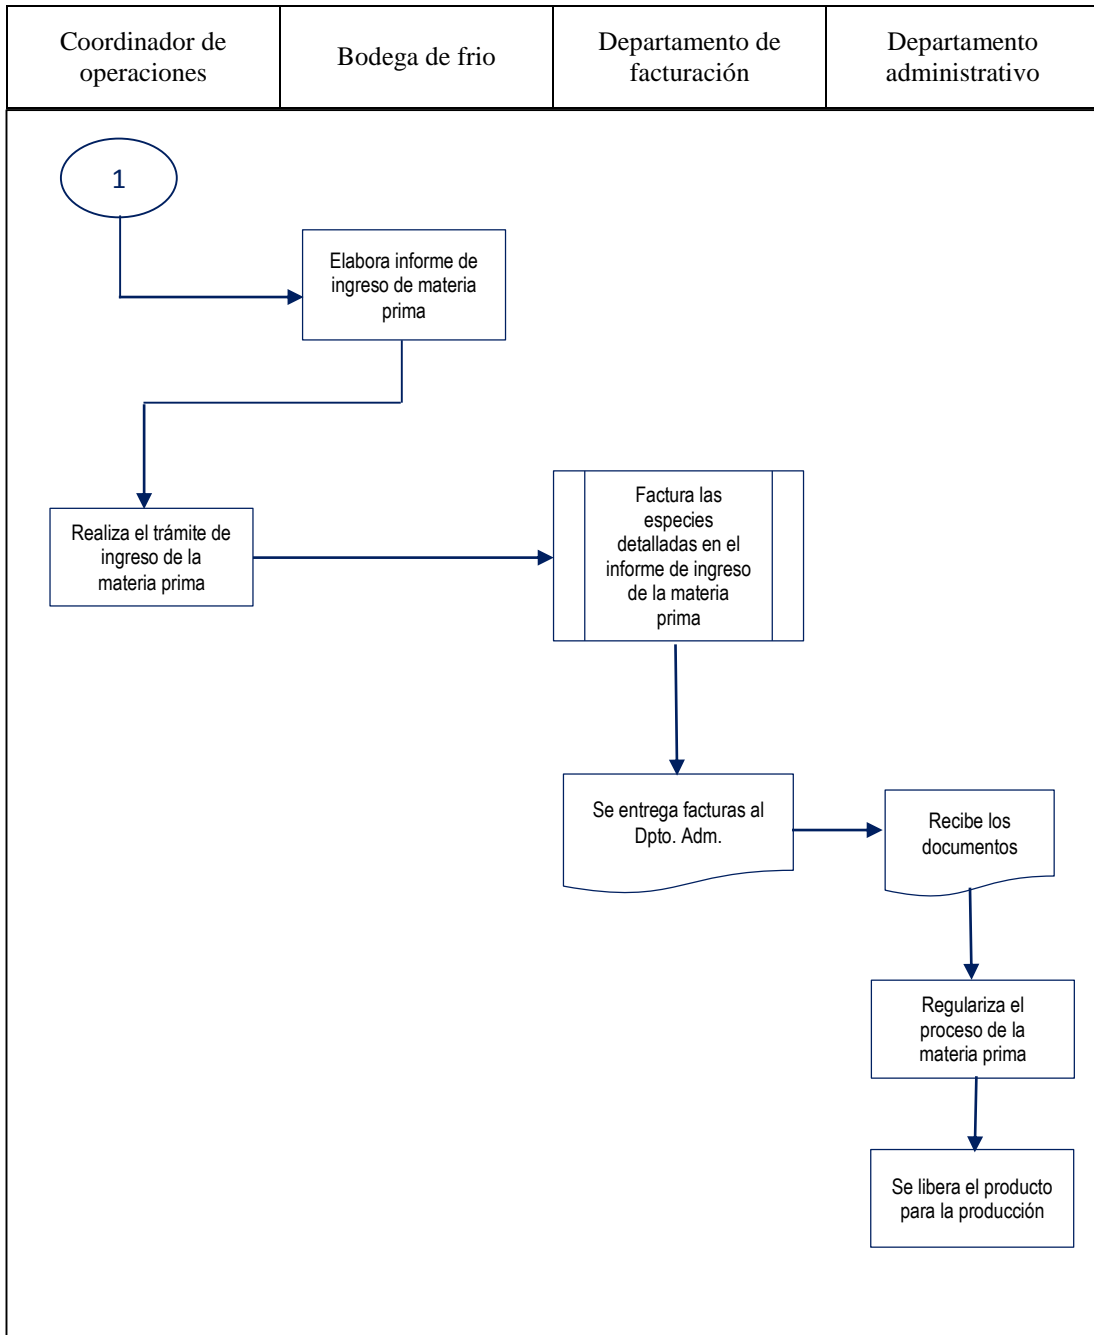 Coordinador de
operaciones
Bodega de frio
Departamento de
facturación
Departamento
administrativo
1
Elabora informe de
ingreso de materia
prima
Realiza el trámite de
ingreso de la
materia prima
Factura las
especies
detalladas en el
informe de ingreso
de la materia
prima
Se entrega facturas al
Dpto. Adm.
Recibe los
documentos
Regulariza el
proceso de la
materia prima
Se libera el producto
para la producción